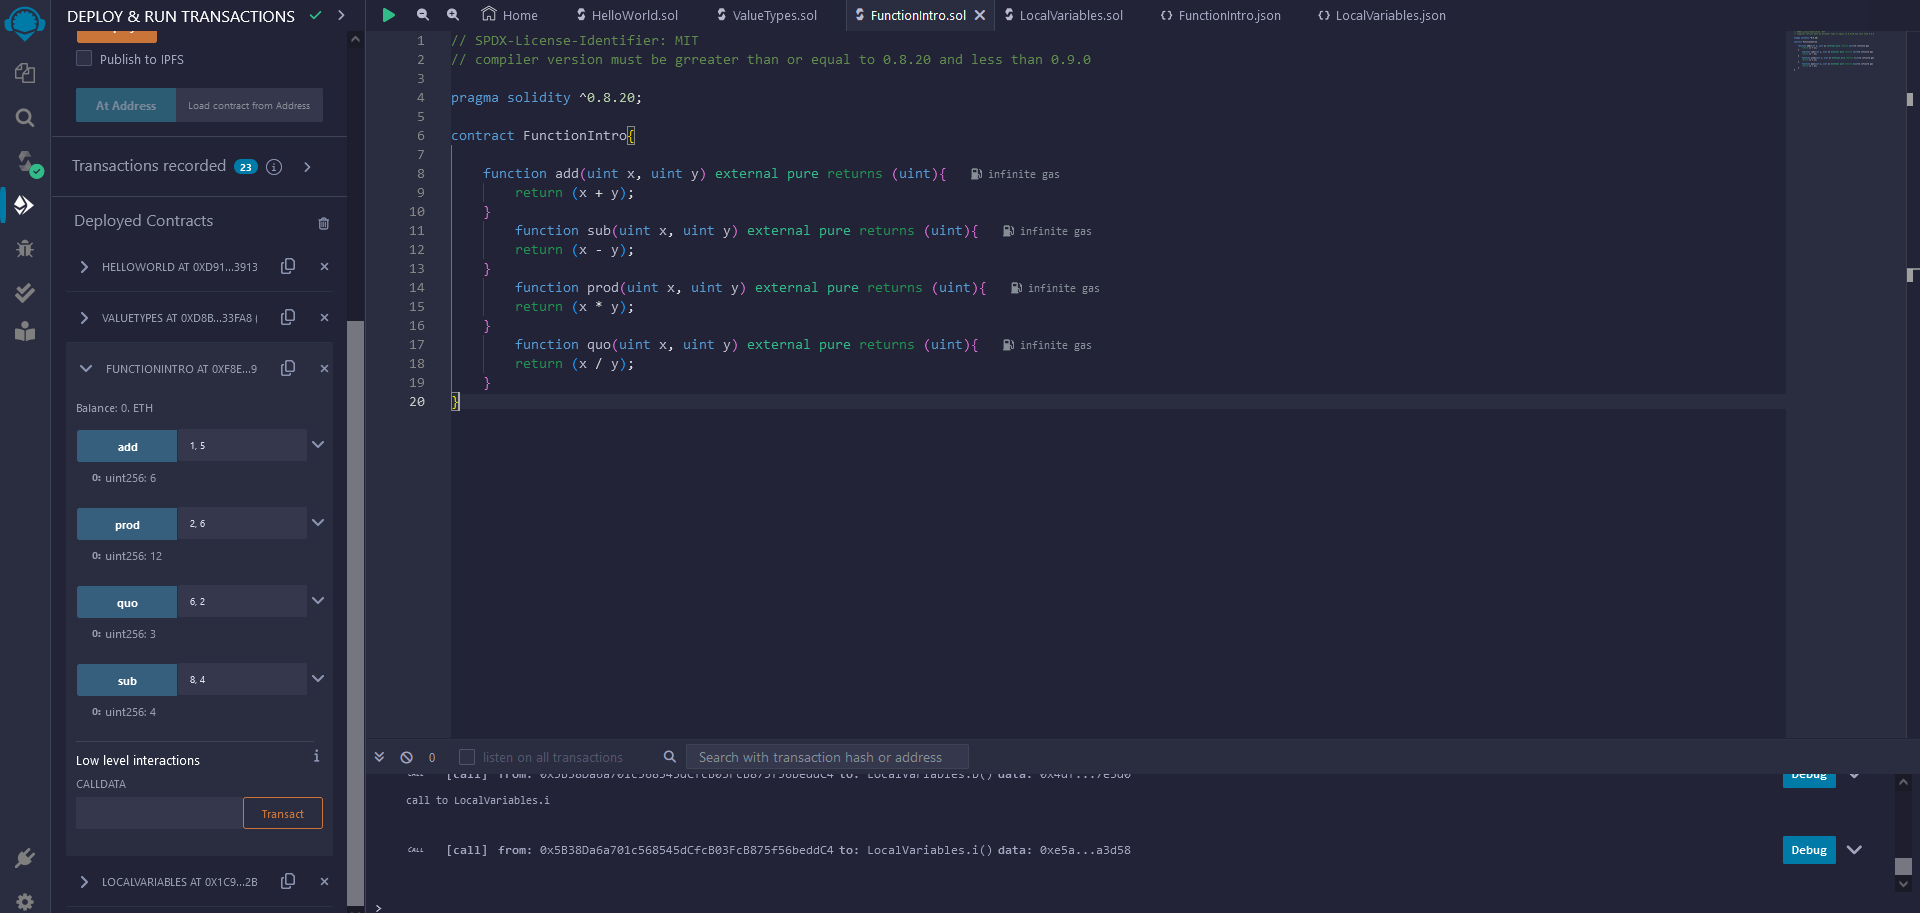 DEPLOY & RUN TRANSACTIONS
Publish to IPFS
At Address
Load contract from Address
Transactions recorded 23
Deployed Contracts
HELLOWORLD AT 0XD91...3913
VALUETYPES AT 0XD8B...33FA8 (
FUNCTIONINTRO AT 0XF8E...9
Balance: 0. ETH
add 1, 5
0: uint256: 6
prod 2, 6
0: uint256: 12
quo 6, 2
0: uint256: 3
sub 8, 4
0: uint256: 4
Low level interactions
CALLDATA
Transact
LOCALVARIABLES AT 0X1C9...2B
Home HelloWorld.sol ValueTypes.sol FunctionIntro.sol LocalVariables.sol FunctionIntro.json LocalVariables.json
1 // SPDX-License-Identifier: MIT
2 // compiler version must be grreater than or equal to 0.8.20 and less than 0.9.0
3
4 pragma solidity ^0.8.20;
5
6 contract FunctionIntro{
7
8 function add(uint x, uint y) external pure returns (uint){ infinite gas
9 return (x + y);
10 }
11 function sub(uint x, uint y) external pure returns (uint){ infinite gas
12 return (x - y);
13 }
14 function prod(uint x, uint y) external pure returns (uint){ infinite gas
15 return (x * y);
16 }
17 function quo(uint x, uint y) external pure returns (uint){ infinite gas
18 return (x / y);
19 }
20 }
0 listen on all transactions Search with transaction hash or address
CALL [call] from: 0x5B38Da6a701c568545dCfcB03FcB875f56beddC4 to: LocalVariables.b() data: 0x4df...7e3d0 Debug
call to LocalVariables.i
CALL [call] from: 0x5B38Da6a701c568545dCfcB03FcB875f56beddC4 to: LocalVariables.i() data: 0xe5a...a3d58 Debug
>